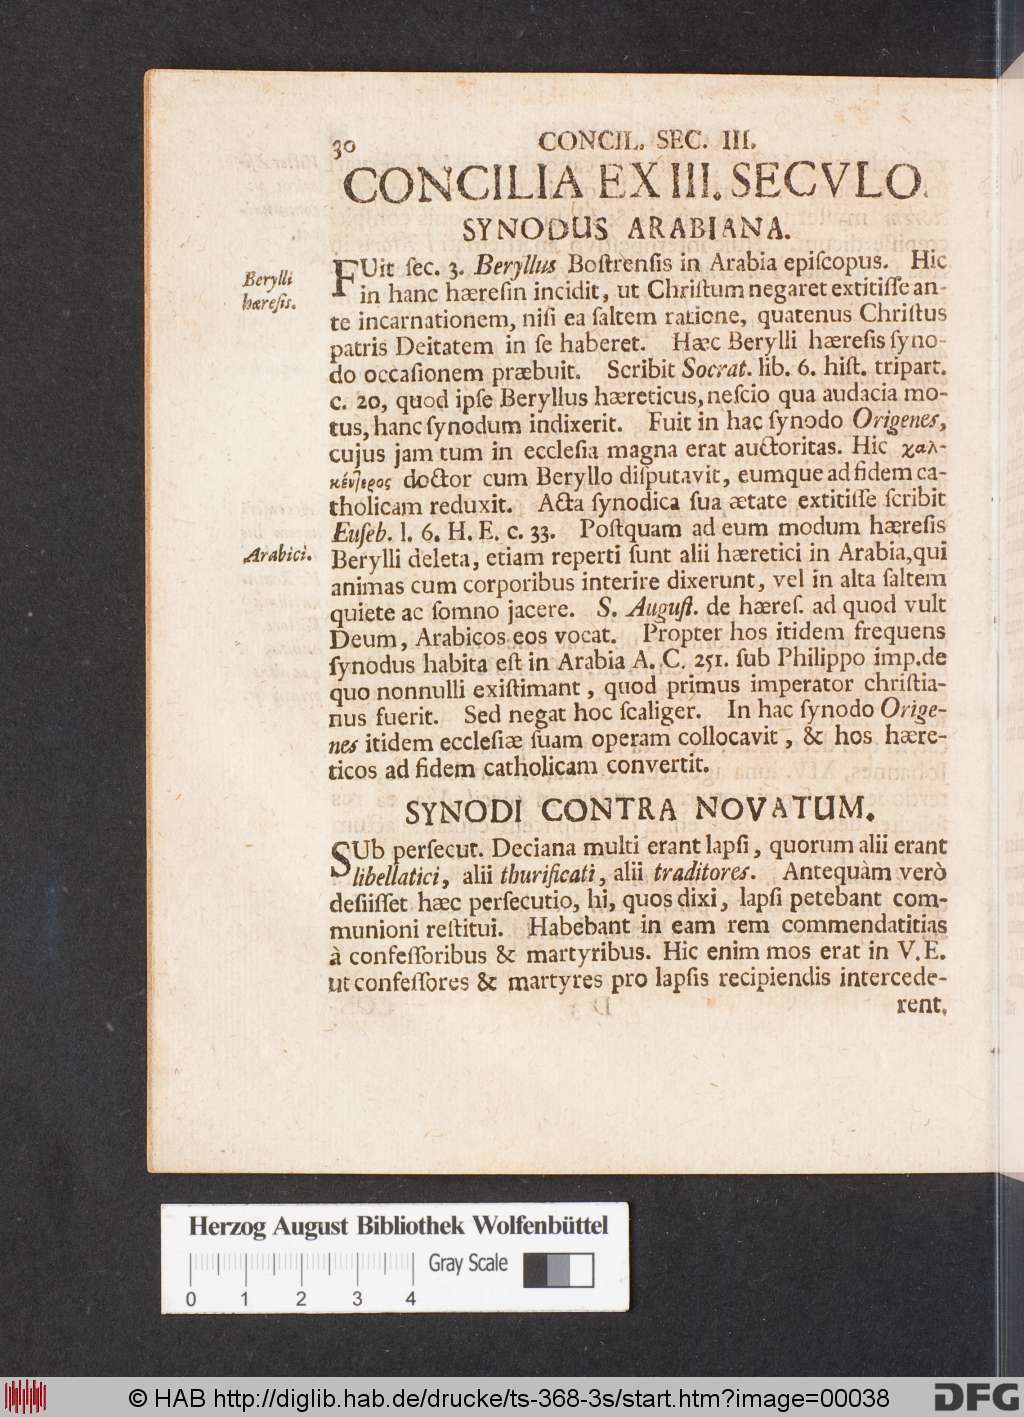 30
CONCIL. SEC. III.
CONCILIA EX III. SECVLO.
SYNODUS ARABIANA.
Berylli
hæresis.
FUit ſec. 3. Beryllus Boſtrenſis in Arabia epiſcopus. Hic
in hanc hæreſin incidit, ut Chriſtum negaret extitiſſe an-
te incarnationem, niſi ea ſaltem ratione, quatenus Chriſtus
patris Deitatem in ſe haberet. Hæc Berylli hæreſis ſyno-
do occaſionem præbuit. Scribit Socrat. lib. 6. hiſt. tripart.
c. 20, quod ipſe Beryllus hæreticus, neſcio qua audacia mo-
tus, hanc ſynodum indixerit. Fuit in hac ſynodo Origenes,
cujus jam tum in eccleſia magna erat auctoritas. Hic χαλ-
κέντερος doctor cum Beryllo diſputavit, eumque ad fidem ca-
tholicam reduxit. Acta ſynodica ſua ætate extitiſſe ſcribit
Euſeb. l. 6. H. E. c. 33. Poſtquam ad eum modum hæreſis
Arabici.
Berylli deleta, etiam reperti ſunt alii hæretici in Arabia, qui
animas cum corporibus interire dixerunt, vel in alta ſaltem
quiete ac ſomno jacere. S. Auguſt. de hæreſ. ad quod vult
Deum, Arabicos eos vocat. Propter hos itidem frequens
ſynodus habita eſt in Arabia A. C. 251. ſub Philippo imp. de
quo nonnulli exiſtimant, quod primus imperator chriſtia-
nus fuerit. Sed negat hoc ſcaliger. In hac ſynodo Orige-
nes itidem eccleſiæ ſuam operam collocavit, & hos hære-
ticos ad fidem catholicam convertit.
SYNODI CONTRA NOVATUM.
SUb perſecut. Deciana multi erant lapſi, quorum alii erant
libellatici, alii thurificati, alii traditores. Antequàm verò
deſiiſſet hæc perſecutio, hi, quos dixi, lapſi petebant com-
munioni reſtitui. Habebant in eam rem commendatitias
à confeſſoribus & martyribus. Hic enim mos erat in V. E.
ut confeſſores & martyres pro lapſis recipiendis intercede-
rent,
Herzog August Bibliothek Wolfenbüttel
Gray Scale
0 1 2 3 4
© HAB http://diglib.hab.de/drucke/ts-368-3s/start.htm?image=00038
DFG